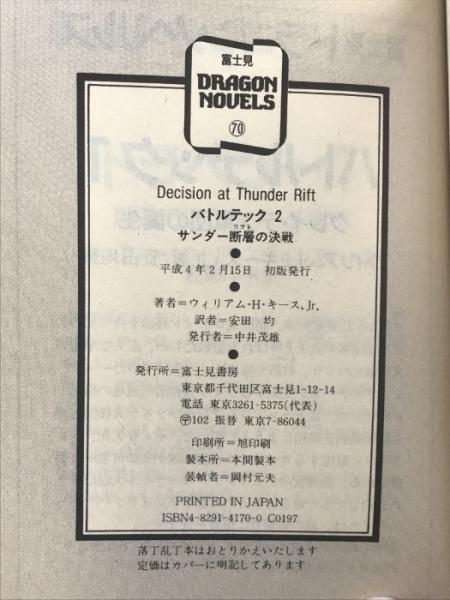 富士見
DRAGON
NOVELS
70
Decision at Thunder Rift
バトルテック 2
サンダー断層の決戦
リフト
平成4年2月15日 初版発行
著者=ウィリアム·H·キース, Jr.
訳者=安田 均
発行者=中井茂雄
発行所=富士見書房
東京都千代田区富士見1-12-14
電話 東京3261-5375(代表)
〒102 振替 東京7-86044
印刷所=旭印刷
製本所=本間製本
装幀者=岡村元夫
PRINTED IN JAPAN
ISBN4-8291-4170-0 C0197
落丁乱丁本はおとりかえいたします
定価はカバーに明記してあります